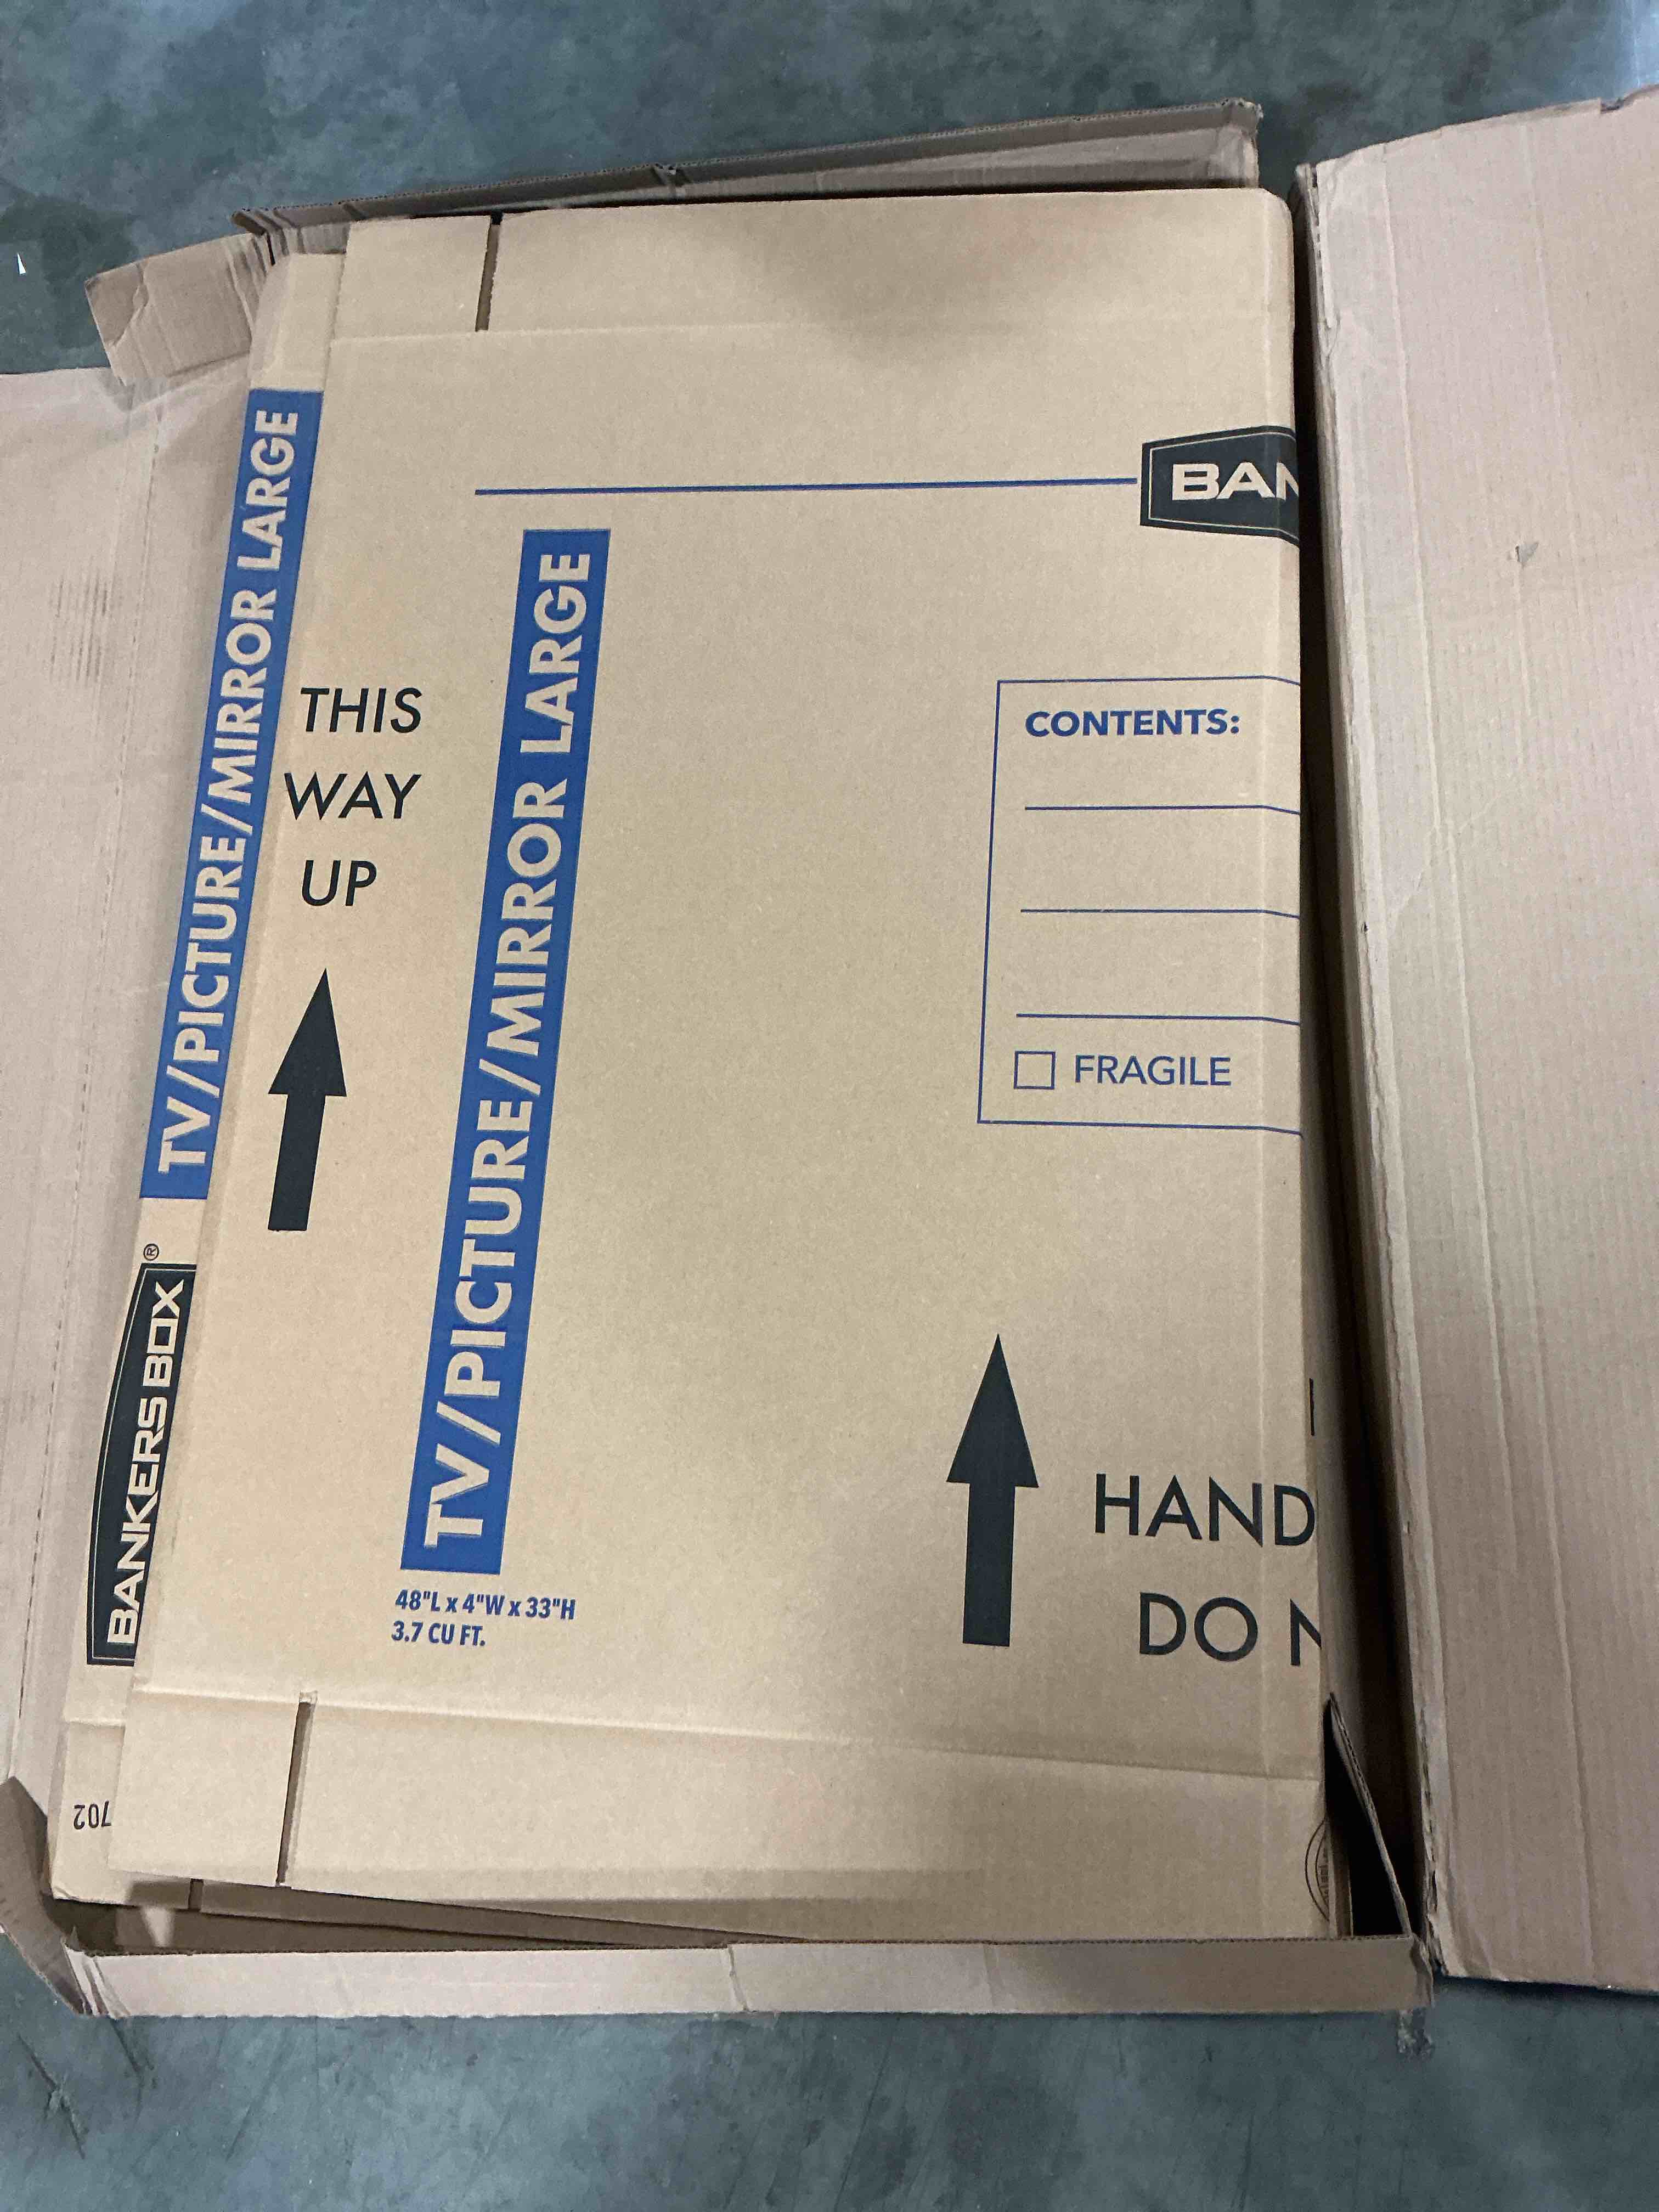 TV/PICTURE/MIRROR LARGE
BANKERS BOX®
THIS
WAY
UP
TV/PICTURE/MIRROR LARGE
48"L x 4"W x 33"H
3.7 CU FT.
BAN
CONTENTS:
FRAGILE
HAND
DO N
702